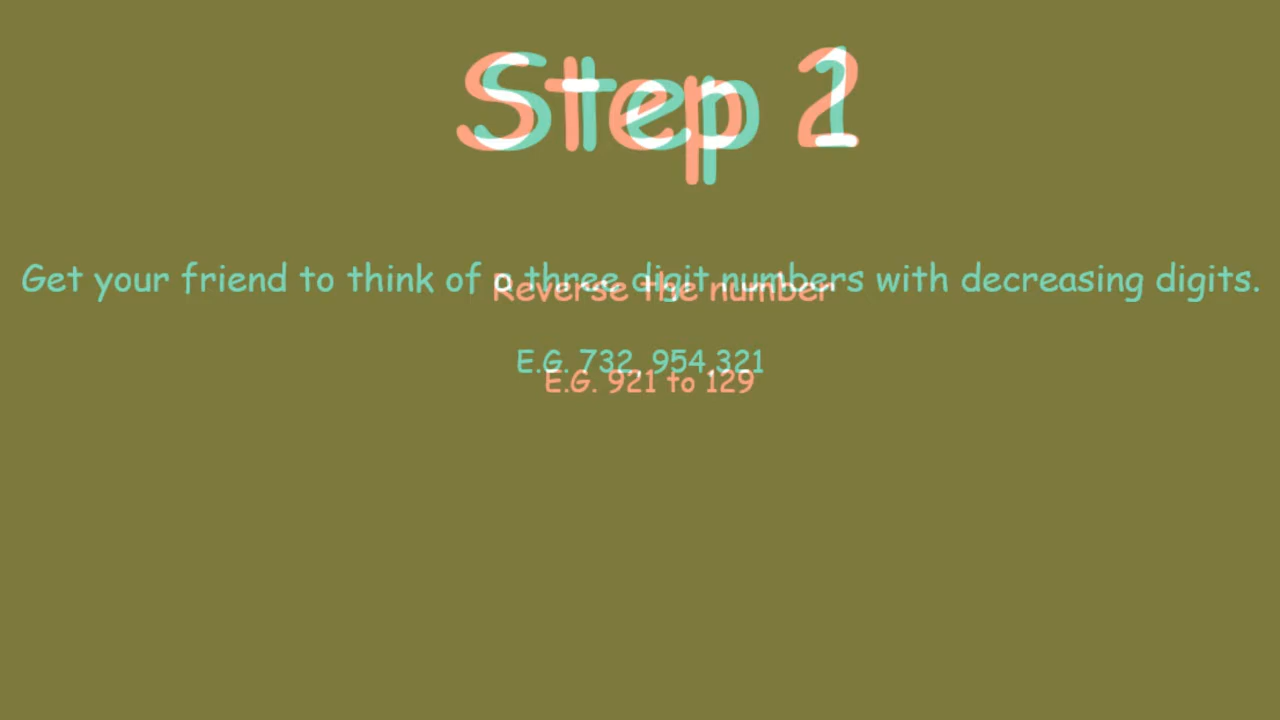 Step 1
Step 2
Get your friend to think of a three digit numbers with decreasing digits.
Reverse the number
E.G. 732, 954,321
E.G. 921 to 129